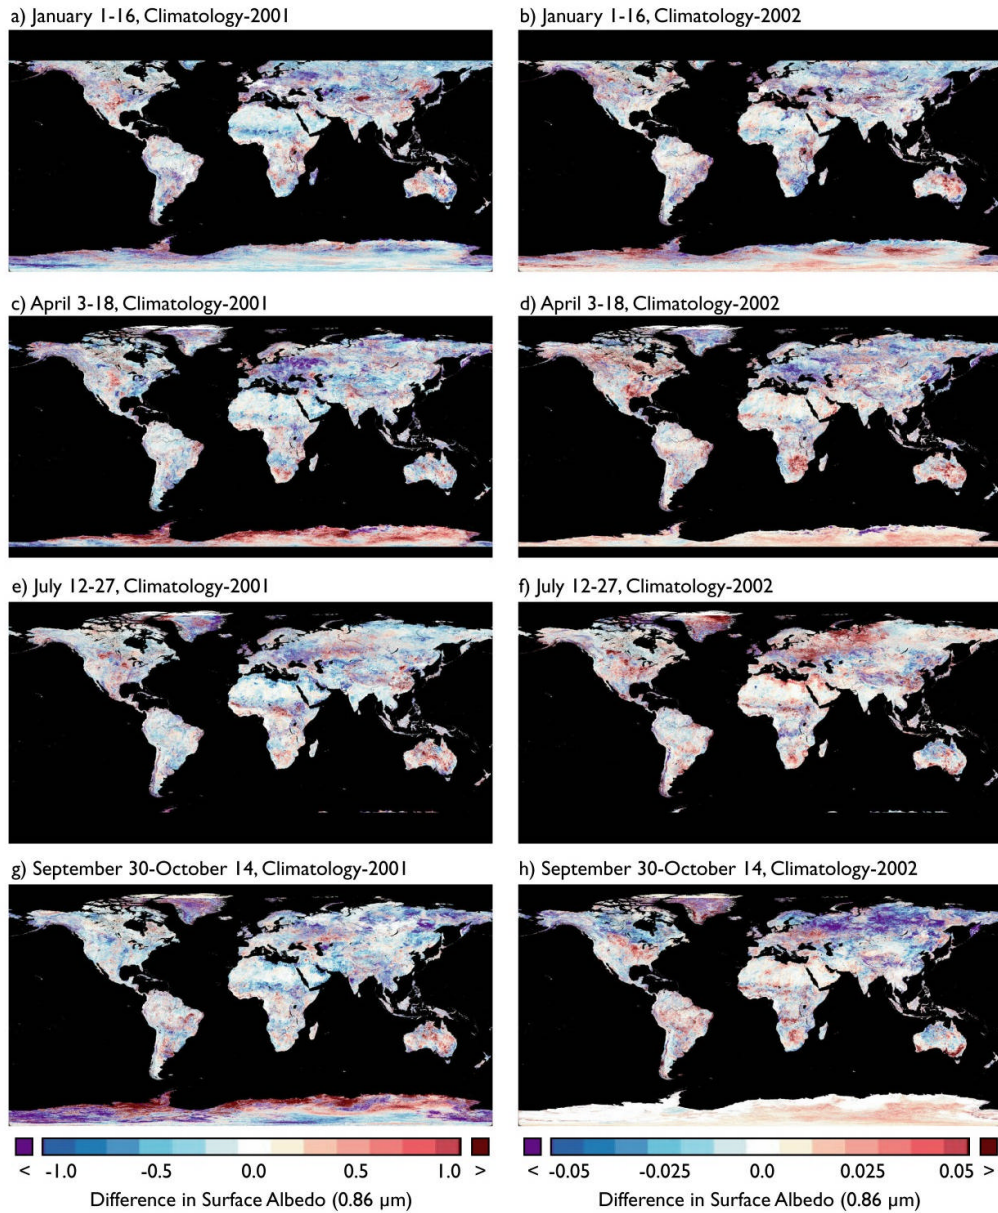 a) January 1-16, Climatology-2001
b) January 1-16, Climatology-2002
c) April 3-18, Climatology-2001
d) April 3-18, Climatology-2002
e) July 12-27, Climatology-2001
f) July 12-27, Climatology-2002
g) September 30-October 14, Climatology-2001
h) September 30-October 14, Climatology-2002
< -1.0 -0.5 0.0 0.5 1.0 >
Difference in Surface Albedo (0.86 µm)
< -0.05 -0.025 0.0 0.025 0.05 >
Difference in Surface Albedo (0.86 µm)